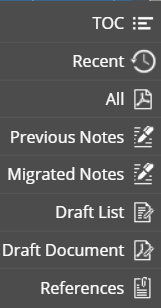 TOC
Recent
All
Previous Notes
Migrated Notes
Draft List
Draft Document
References